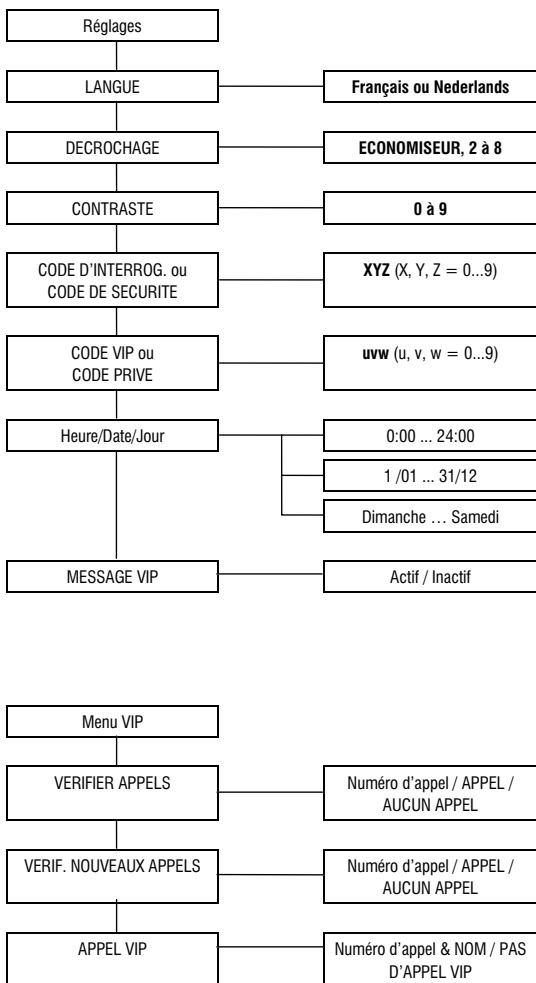 Réglages
LANGUE
Français ou Nederlands
DECROCHAGE
ECONOMISEUR, 2 à 8
CONTRASTE
0 à 9
CODE D'INTERROG. ou
CODE DE SECURITE
XYZ (X, Y, Z = 0...9)
CODE VIP ou
CODE PRIVE
uvw (u, v, w = 0...9)
Heure/Date/Jour
0:00 ... 24:00
1 /01 ... 31/12
Dimanche … Samedi
MESSAGE VIP
Actif / Inactif
Menu VIP
VERIFIER APPELS
Numéro d'appel / APPEL /
AUCUN APPEL
VERIF. NOUVEAUX APPELS
Numéro d'appel / APPEL /
AUCUN APPEL
APPEL VIP
Numéro d'appel & NOM / PAS
D'APPEL VIP